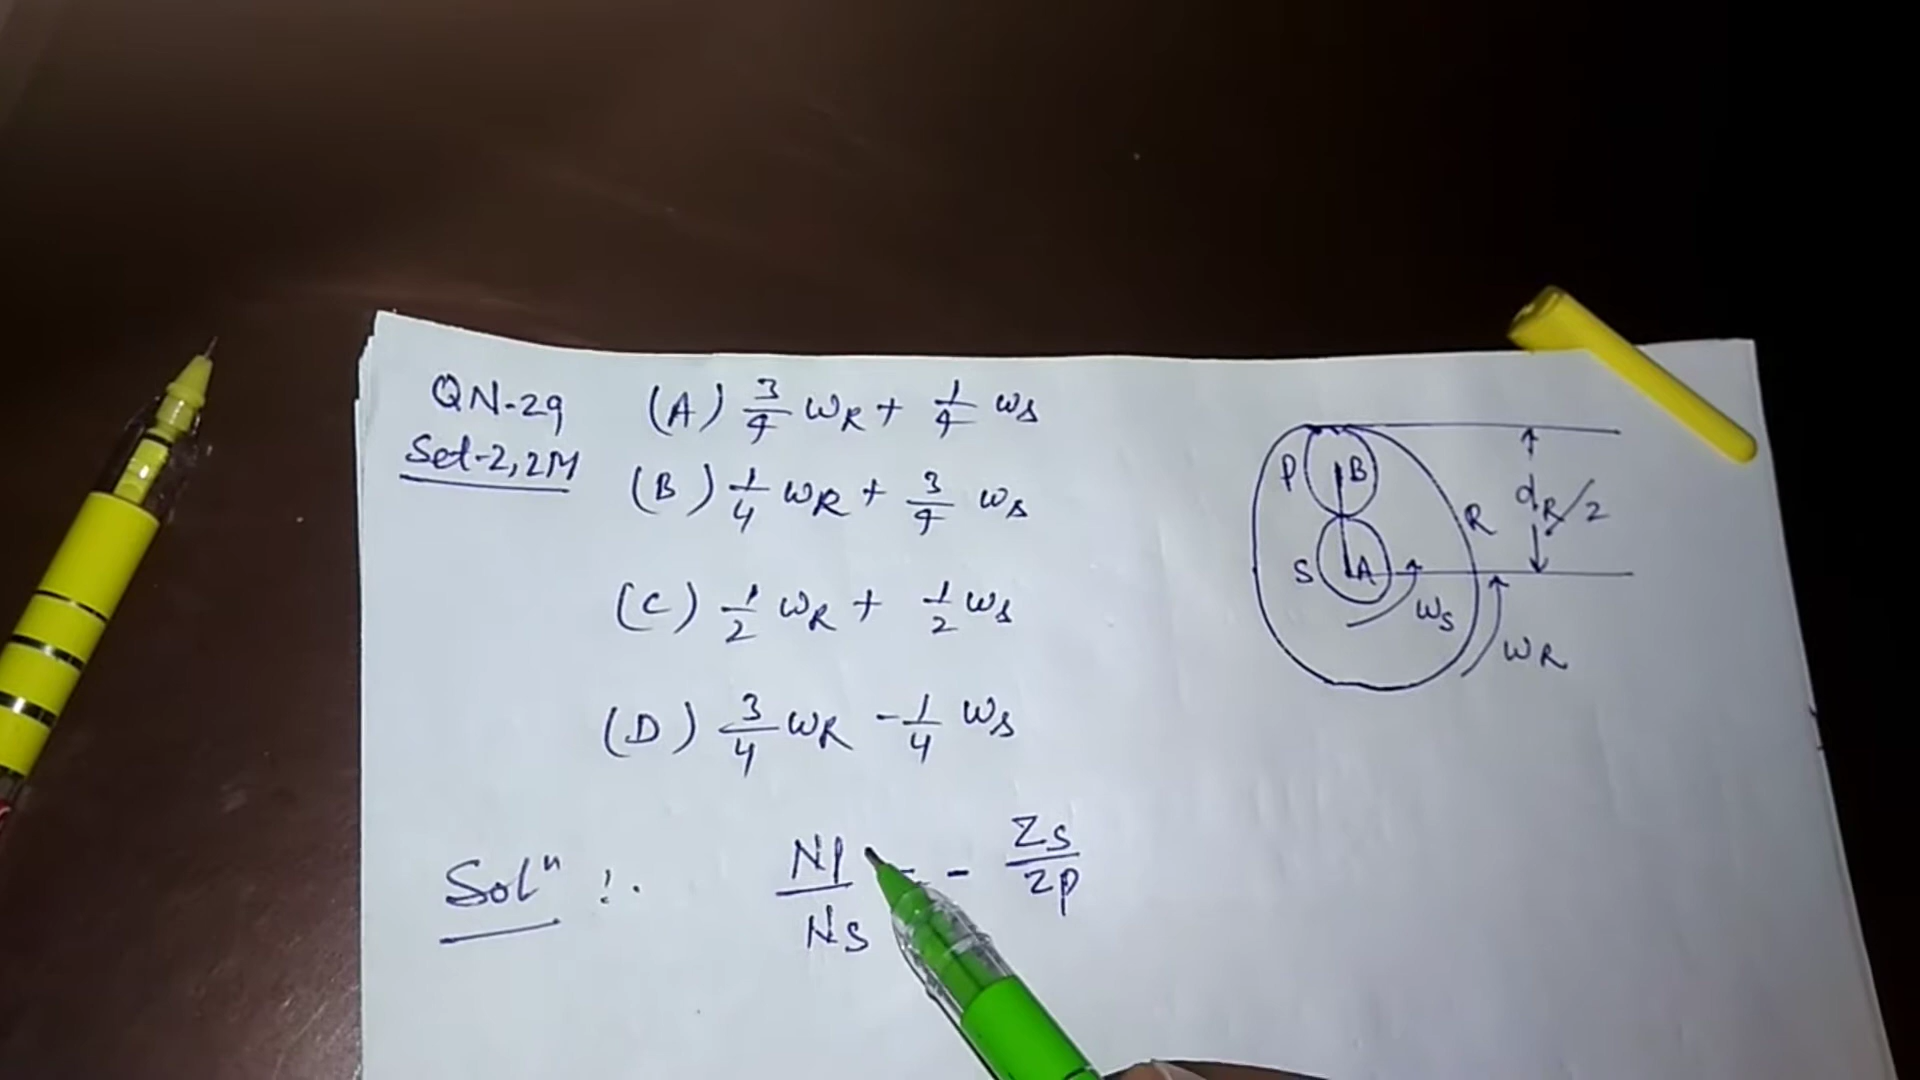 QN-29
Set-2, 2M
(A) 3/4 ωR + 1/4 ωs
(B) 1/4 ωR + 3/4 ωs
(C) 1/2 ωR + 1/2 ωs
(D) 3/4 ωR - 1/4 ωs
P B
S A
R
dR/2
ωs
ωR
Solⁿ :.
NP/NS = - ZS/ZP